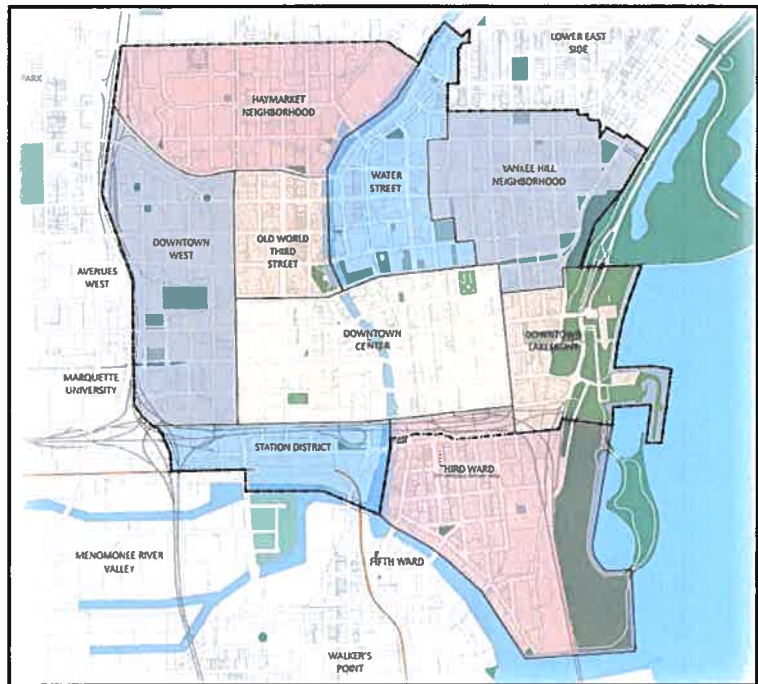 LOWER EAST
SIDE
PARK
HAYMARKET
NEIGHBORHOOD
WATER
STREET
YANKEE HILL
NEIGHBORHOOD
DOWNTOWN
WEST
OLD WORLD
THIRD
STREET
AVENUES
WEST
DOWNTOWN
CENTER
DOWNTOWN
LAKEFRONT
MARQUETTE
UNIVERSITY
STATION DISTRICT
THIRD WARD
MENOMONEE RIVER
VALLEY
FIFTH WARD
WALKER'S
POINT